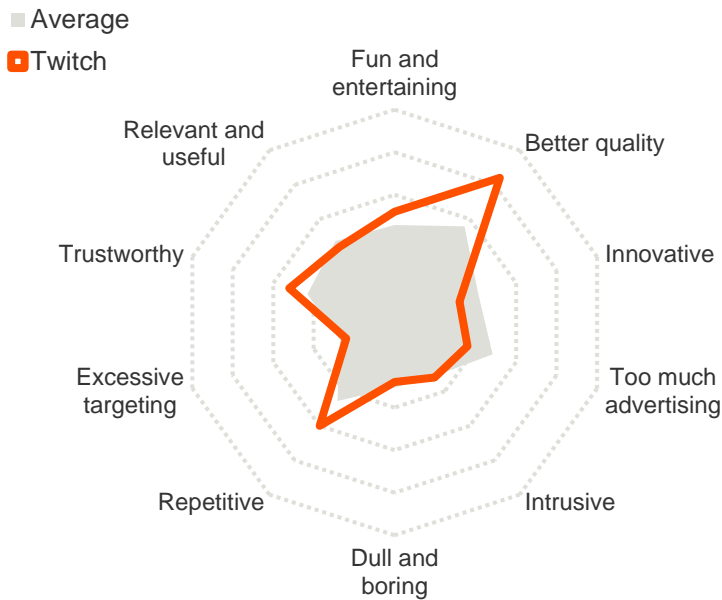 Average
Twitch
Fun and
entertaining
Better quality
Innovative
Too much
advertising
Intrusive
Dull and
boring
Repetitive
Excessive
targeting
Trustworthy
Relevant and
useful